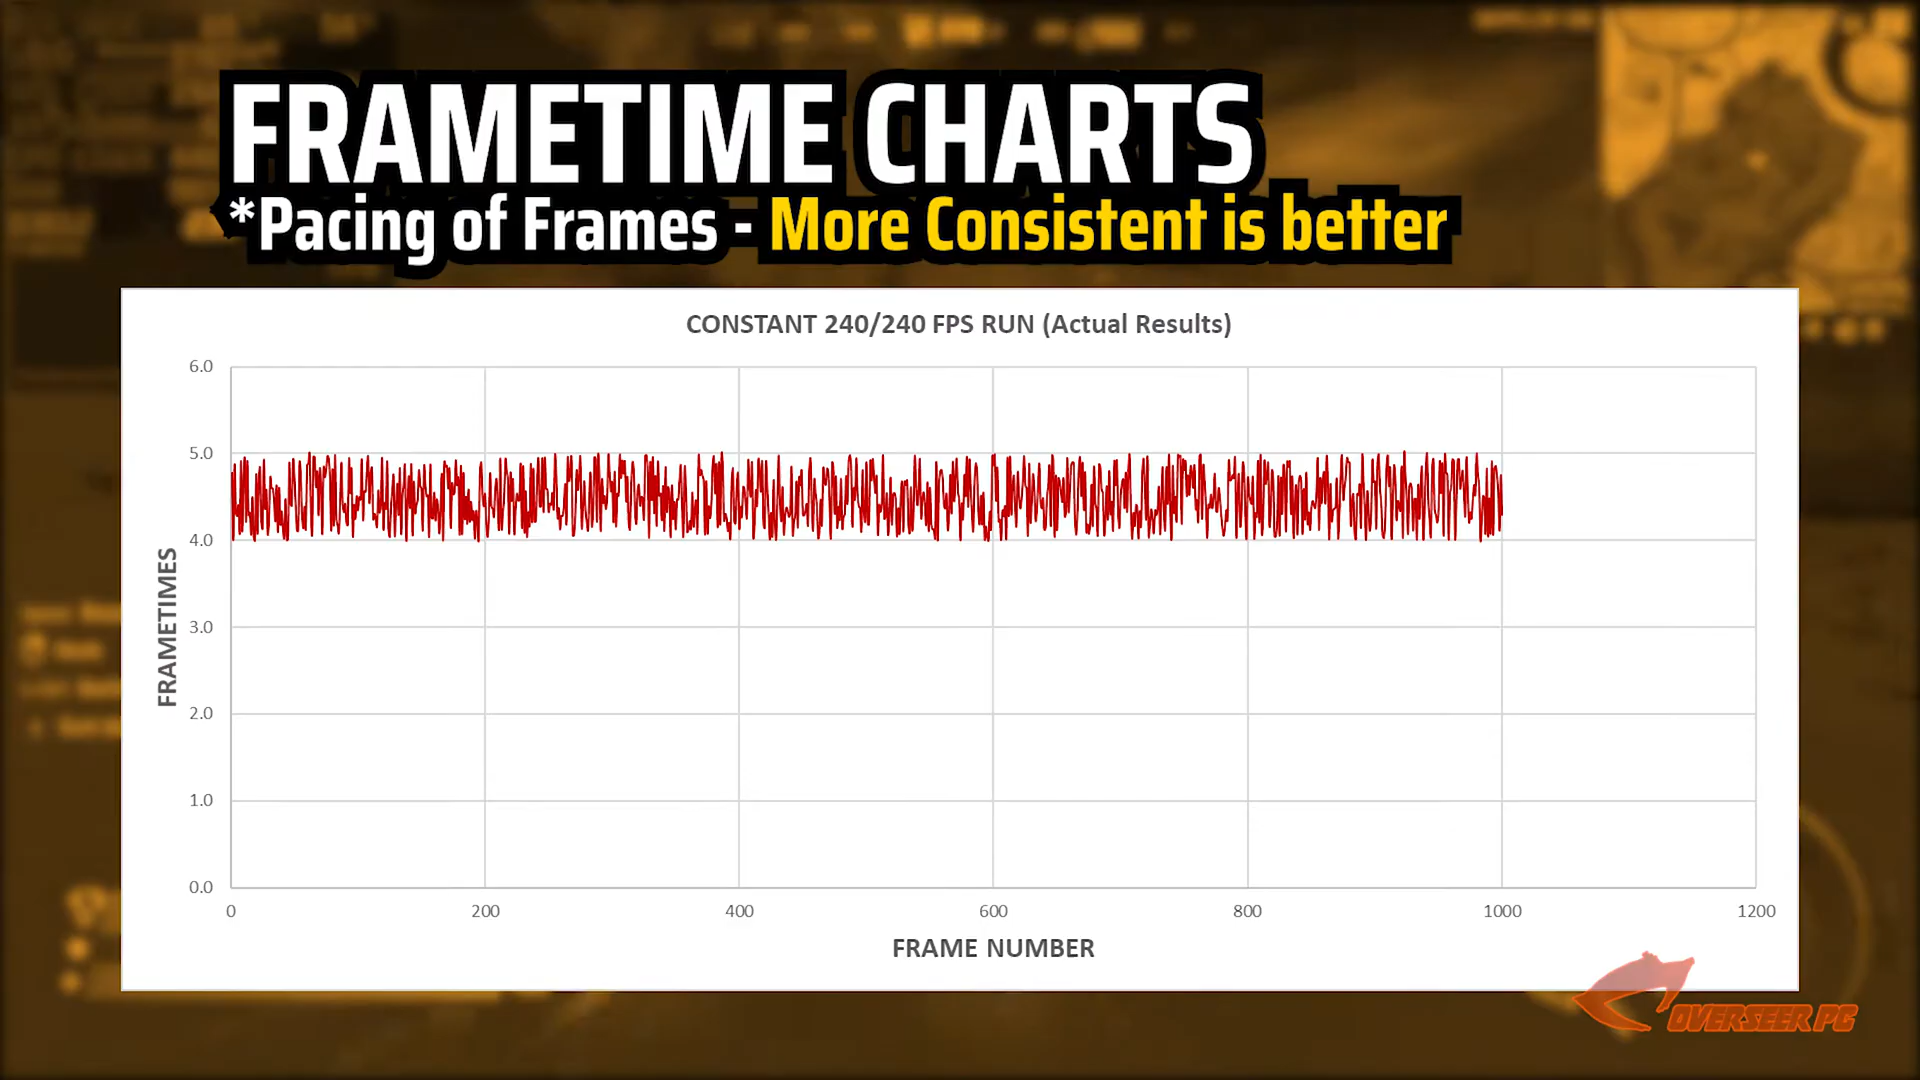 FRAMETIME CHARTS
*Pacing of Frames - More Consistent is better
CONSTANT 240/240 FPS RUN (Actual Results)
6.0
5.0
4.0
3.0
2.0
1.0
0.0
FRAMETIMES
0 200 400 600 800 1000 1200
FRAME NUMBER
OVERSEER PC